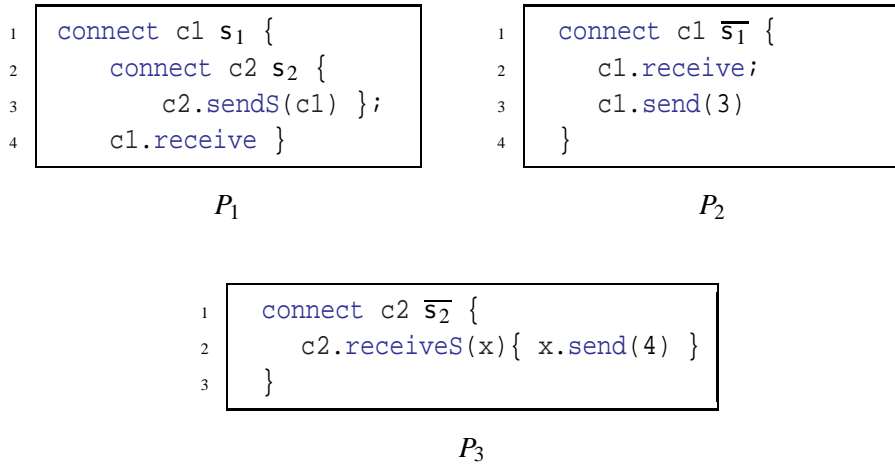 1 connect c1 s₁ {
2 connect c2 s₂ {
3 c2.sendS(c1) };
4 c1.receive }
P₁
1 connect c1 s̅₁ {
2 c1.receive;
3 c1.send(3)
4 }
P₂
1 connect c2 s̅₂ {
2 c2.receiveS(x){ x.send(4) }
3 }
P₃